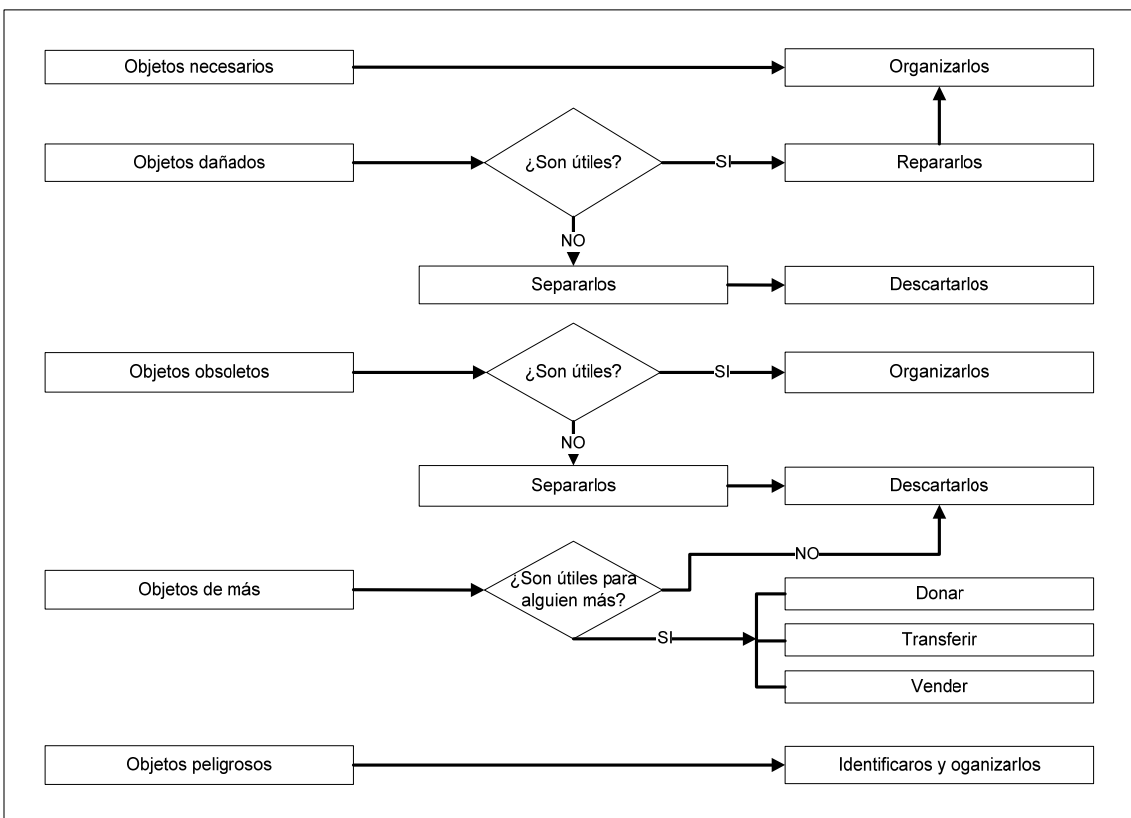 Objetos necesarios
Organizarlos
Objetos dañados
¿Son útiles?
SI
Repararlos
NO
Separarlos
Descartarlos
Objetos obsoletos
¿Son útiles?
SI
Organizarlos
NO
Separarlos
Descartarlos
Objetos de más
¿Son útiles para
alguien más?
NO
SI
Donar
Transferir
Vender
Objetos peligrosos
Identificaros y oganizarlos